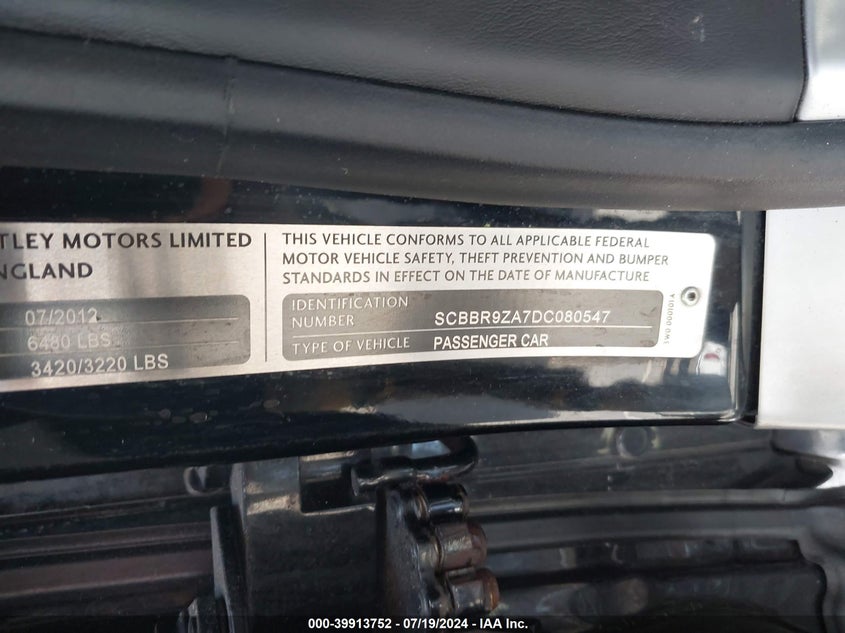 TLEY MOTORS LIMITED
NGLAND
07/2012
6480 LBS
3420/3220 LBS
THIS VEHICLE CONFORMS TO ALL APPLICABLE FEDERAL
MOTOR VEHICLE SAFETY, THEFT PREVENTION AND BUMPER
STANDARDS IN EFFECT ON THE DATE OF MANUFACTURE
IDENTIFICATION
NUMBER SCBBR9ZA7DC080547
TYPE OF VEHICLE PASSENGER CAR
3W0 000101A
000-39913752 - 07/19/2024 - IAA Inc.